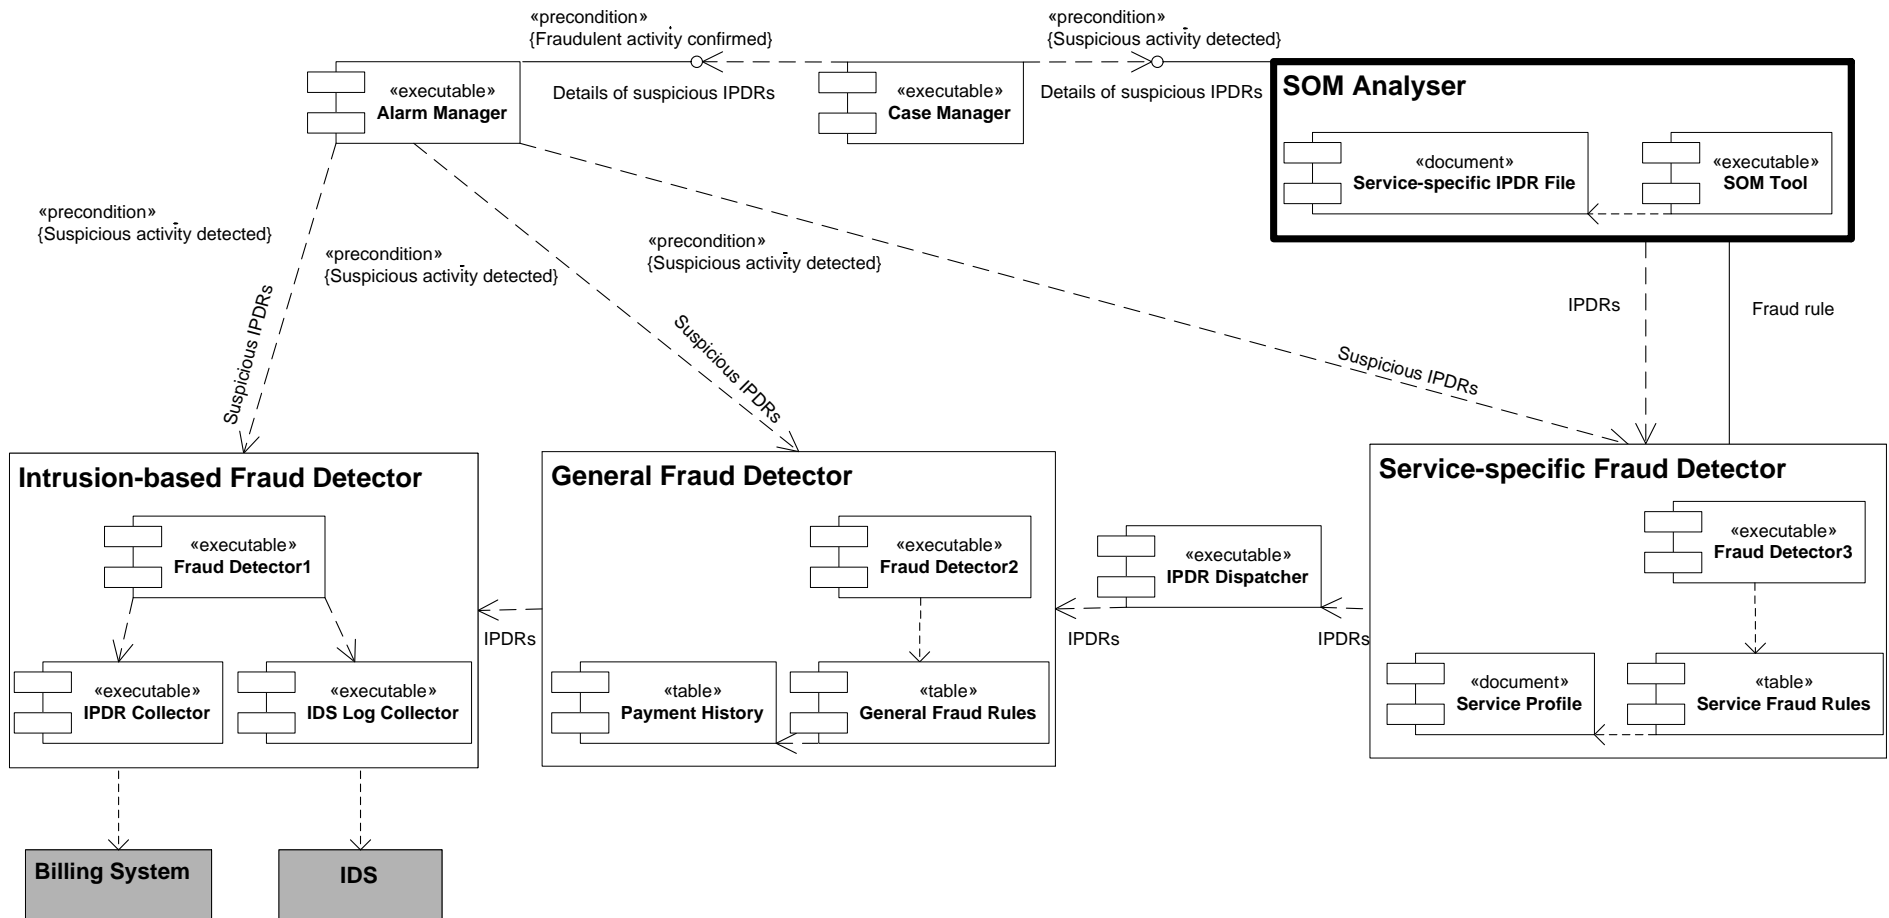 «precondition»
{Fraudulent activity confirmed}
«precondition»
{Suspicious activity detected}
«executable»
Alarm Manager
Details of suspicious IPDRs
«executable»
Case Manager
Details of suspicious IPDRs
SOM Analyser
«document»
Service-specific IPDR File
«executable»
SOM Tool
«precondition»
{Suspicious activity detected}
«precondition»
{Suspicious activity detected}
«precondition»
{Suspicious activity detected}
Suspicious IPDRs
Suspicious IPDRs
Suspicious IPDRs
IPDRs
Fraud rule
Intrusion-based Fraud Detector
«executable»
Fraud Detector1
«executable»
IPDR Collector
«executable»
IDS Log Collector
IPDRs
General Fraud Detector
«executable»
Fraud Detector2
«table»
Payment History
«table»
General Fraud Rules
IPDRs
«executable»
IPDR Dispatcher
IPDRs
Service-specific Fraud Detector
«executable»
Fraud Detector3
«document»
Service Profile
«table»
Service Fraud Rules
Billing System
IDS